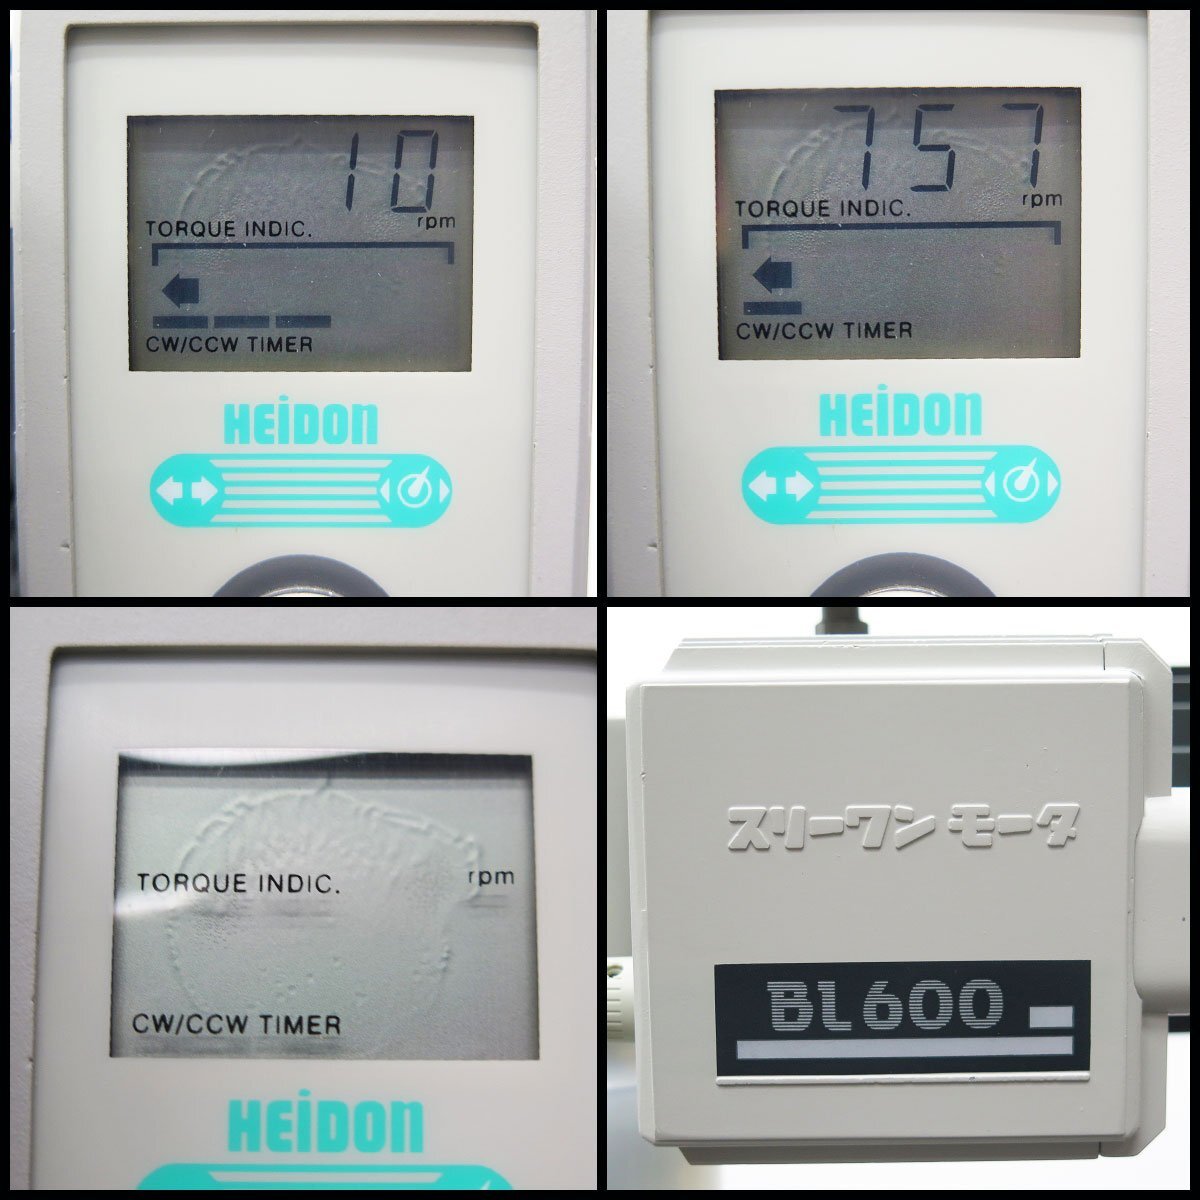 10
rpm
TORQUE INDIC.
CW/CCW TIMER
HEiDON
757
rpm
TORQUE INDIC.
CW/CCW TIMER
HEiDON
TORQUE INDIC.
rpm
CW/CCW TIMER
HEiDON
スリーワン モータ
BL600